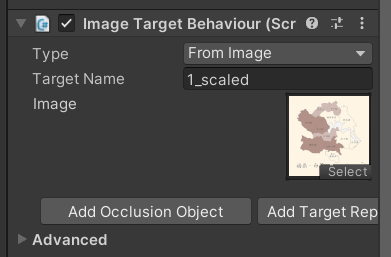 Image Target Behaviour (Scr
Type
From Image
Target Name
1_scaled
Image
Select
Add Occlusion Object
Add Target Rep
Advanced